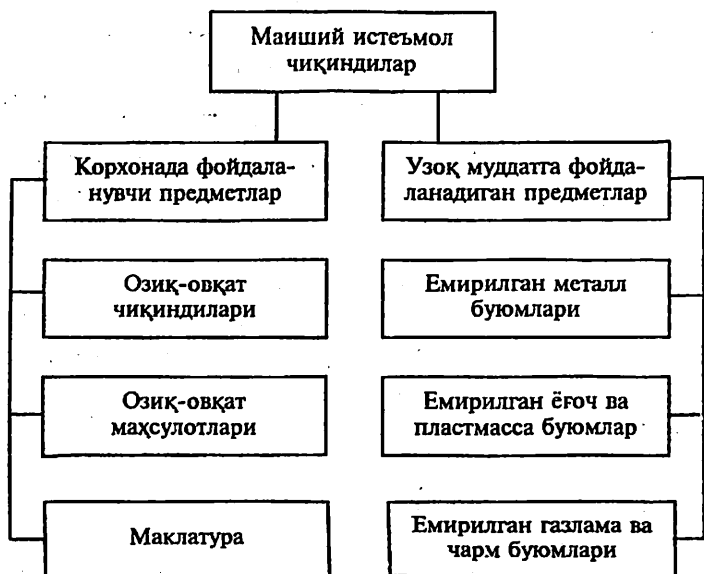 Маиший истеъмол
чиқиндилар
Корхонада фойдала-
нувчи предметлар
Узоқ муддатга фойда-
ланадиган предметлар
Озиқ-овқат
чиқиндилари
Емирилган металл
буюмлари
Озиқ-овқат
маҳсулотлари
Емирилган ёғоч ва
пластмасса буюмлар
Маклатура
Емирилган газлама ва
чарм буюмлари